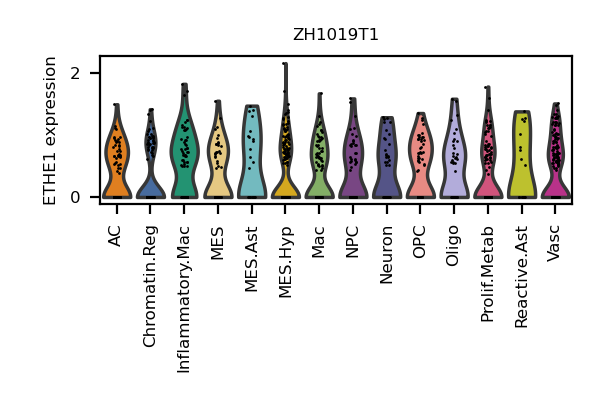 ZH1019T1
ETHE1 expression
2
0
AC
Chromatin.Reg
Inflammatory.Mac
MES
MES.Ast
MES.Hyp
Mac
NPC
Neuron
OPC
Oligo
Prolif.Metab
Reactive.Ast
Vasc